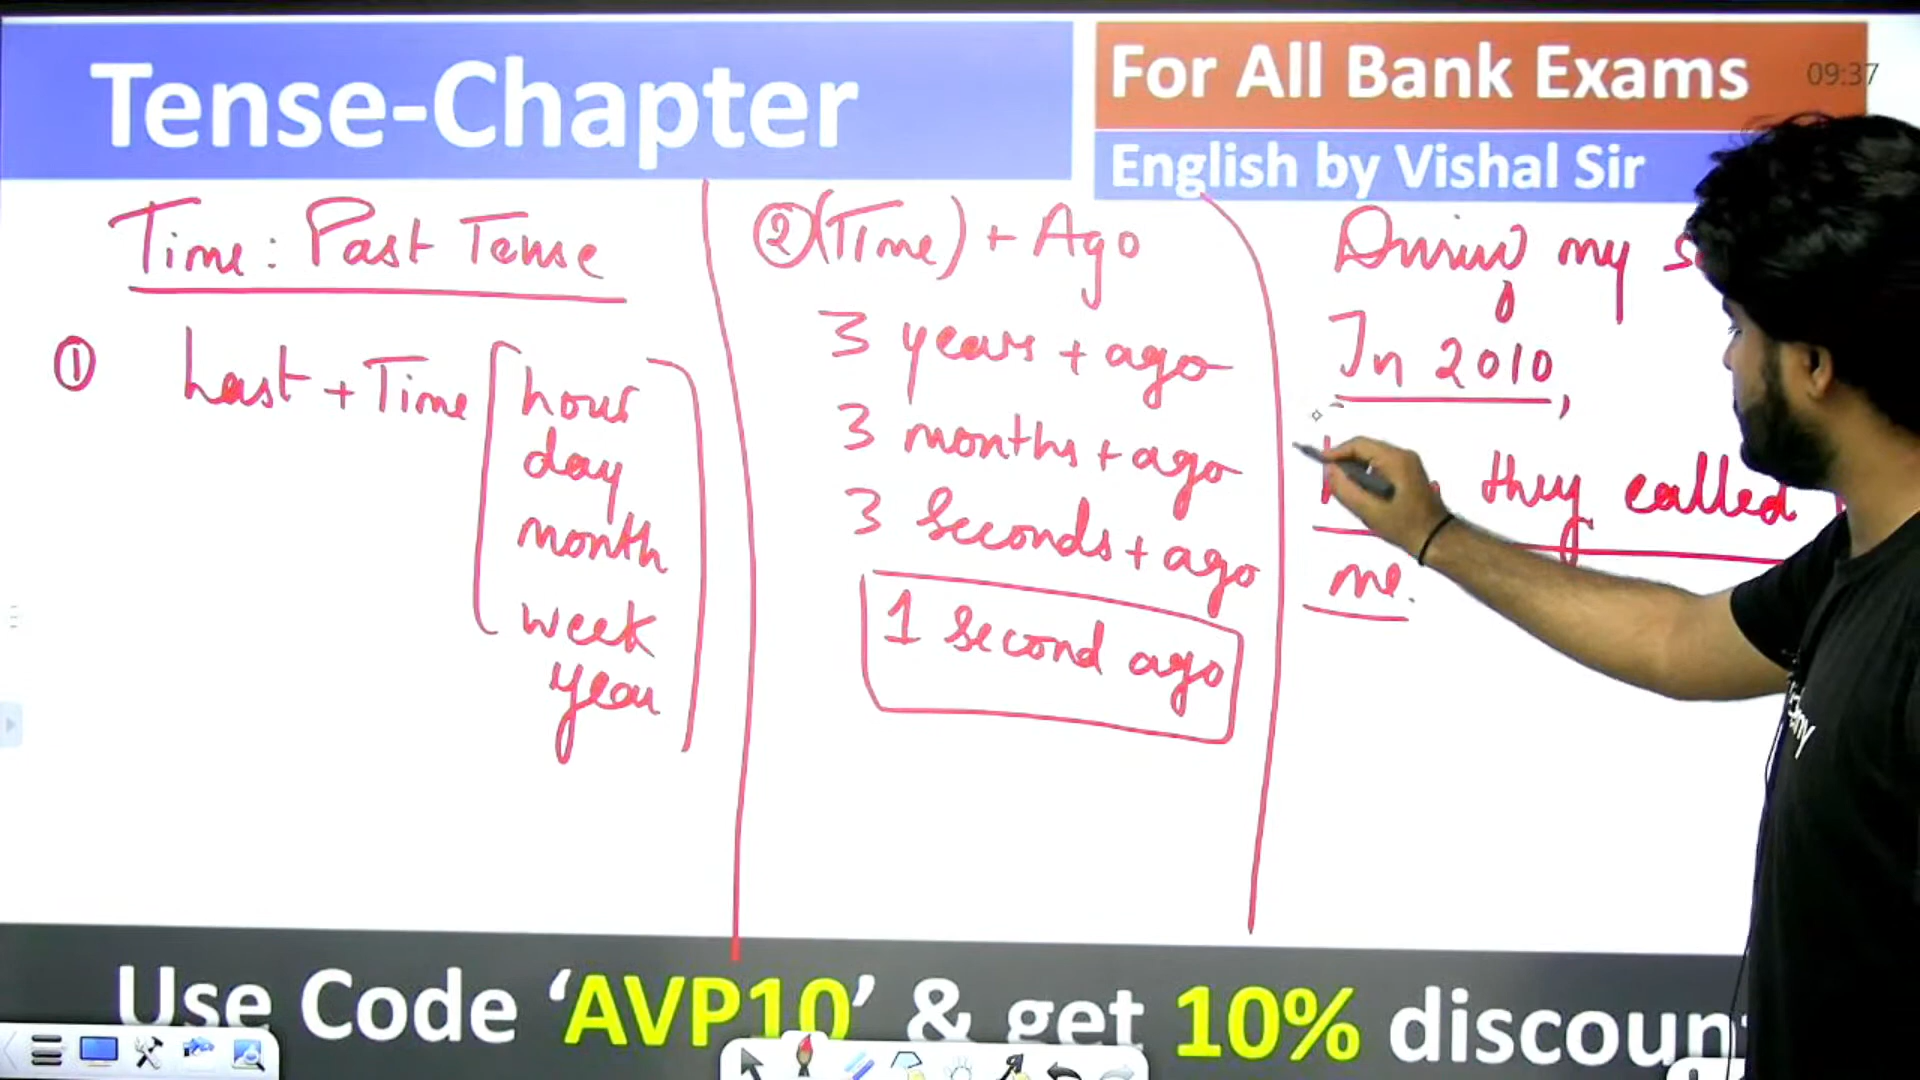 Tense-Chapter
For All Bank Exams
09:37
English by Vishal Sir
Time: Past Tense
① Last + Time
hour
day
month
week
year
② (Time) + Ago
3 years + ago
3 months + ago
3 Seconds + ago
1 Second ago
During my
In 2010,
they called
me.
Use Code ‘AVP10’ & get 10% discoun